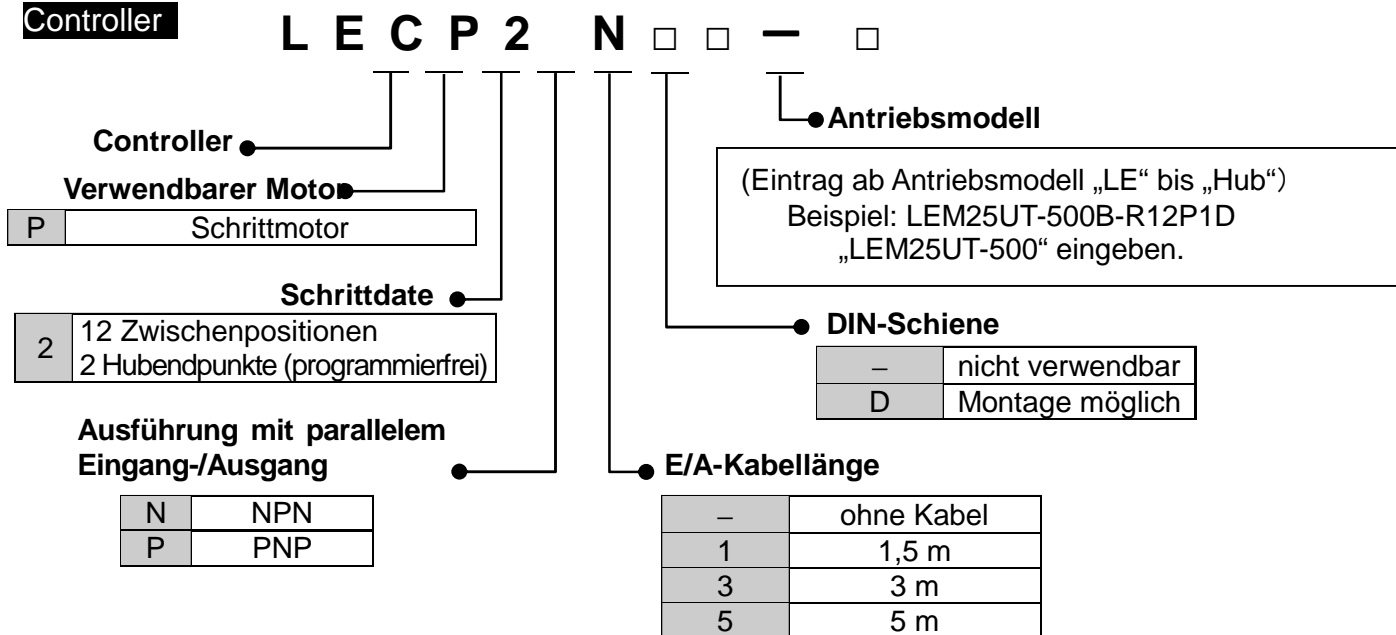 Controller
L E C P 2 N □ □ – □
Controller
Verwendbarer Motor
P Schrittmotor
Schrittdate
2 12 Zwischenpositionen
2 Hubendpunkte (programmierfrei)
Ausführung mit parallelem
Eingang-/Ausgang
N NPN
P PNP
Antriebsmodell
(Eintrag ab Antriebsmodell „LE“ bis „Hub“)
Beispiel: LEM25UT-500B-R12P1D
„LEM25UT-500“ eingeben.
DIN-Schiene
– nicht verwendbar
D Montage möglich
E/A-Kabellänge
– ohne Kabel
1 1,5 m
3 3 m
5 5 m